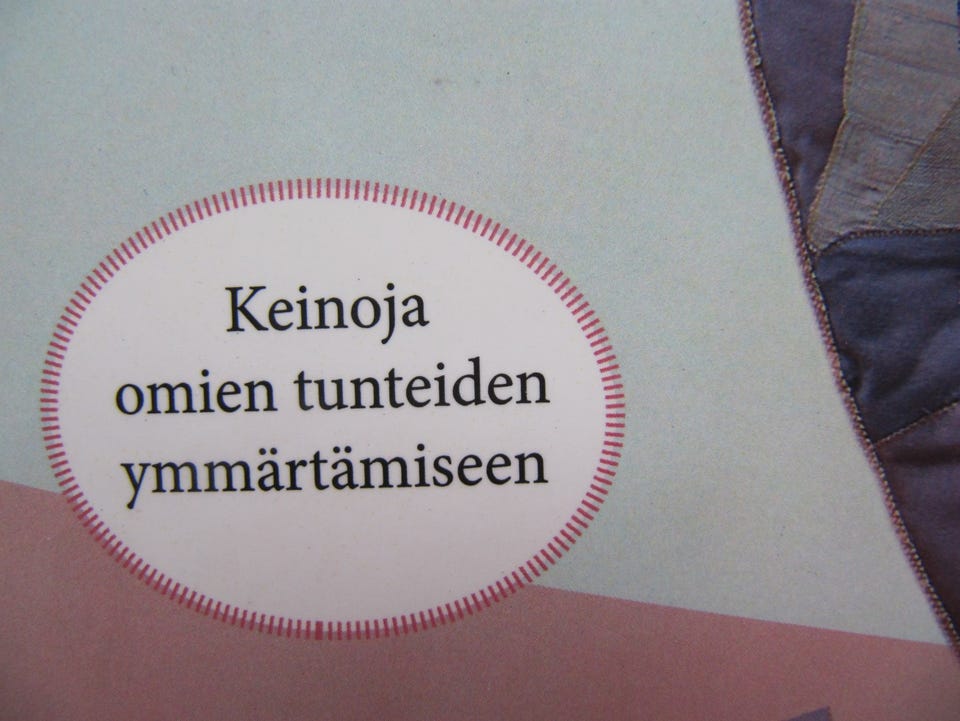 Keinoja
omien tunteiden
ymmärtämiseen